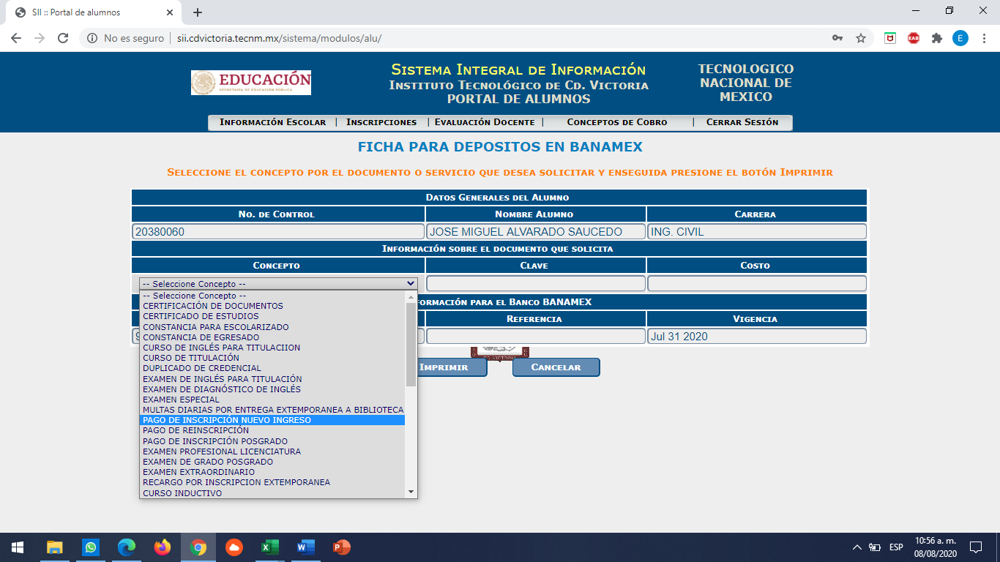 SII :: Portal de alumnos
No es seguro | sii.cdvictoria.tecnm.mx/sistema/modulos/alu/
EAB
E
EDUCACIÓN
SECRETARÍA DE EDUCACIÓN PÚBLICA
Sistema Integral de Información
Instituto Tecnológico de Cd. Victoria
PORTAL DE ALUMNOS
TECNOLOGICO
NACIONAL DE
MEXICO
Información Escolar | Inscripciones | Evaluación Docente | Conceptos de Cobro | Cerrar Sesión
FICHA PARA DEPOSITOS EN BANAMEX
Seleccione el concepto por el documento o servicio que desea solicitar y enseguida presione el botón Imprimir
Datos Generales del Alumno
No. de Control Nombre Alumno Carrera
20380060 JOSE MIGUEL ALVARADO SAUCEDO ING. CIVIL
Información sobre el documento que solicita
Concepto Clave Costo
-- Seleccione Concepto --
-- Seleccione Concepto --
CERTIFICACIÓN DE DOCUMENTOS
CERTIFICADO DE ESTUDIOS
CONSTANCIA PARA ESCOLARIZADO
CONSTANCIA DE EGRESADO
CURSO DE INGLÉS PARA TITULACIION
CURSO DE TITULACIÓN
DUPLICADO DE CREDENCIAL
EXAMEN DE INGLÉS PARA TITULACIÓN
EXAMEN DE DIAGNÓSTICO DE INGLÉS
EXAMEN ESPECIAL
MULTAS DIARIAS POR ENTREGA EXTEMPORANEA A BIBLIOTECA
PAGO DE INSCRIPCIÓN NUEVO INGRESO
PAGO DE REINSCRIPCIÓN
PAGO DE INSCRIPCIÓN POSGRADO
EXAMEN PROFESIONAL LICENCIATURA
EXAMEN DE GRADO POSGRADO
EXAMEN EXTRAORDINARIO
RECARGO POR INSCRIPCION EXTEMPORANEA
CURSO INDUCTIVO
formación para el Banco BANAMEX
Referencia Vigencia
9 Jul 31 2020
CD. VICTORIA
Imprimir Cancelar
ESP
10:56 a. m.
08/08/2020